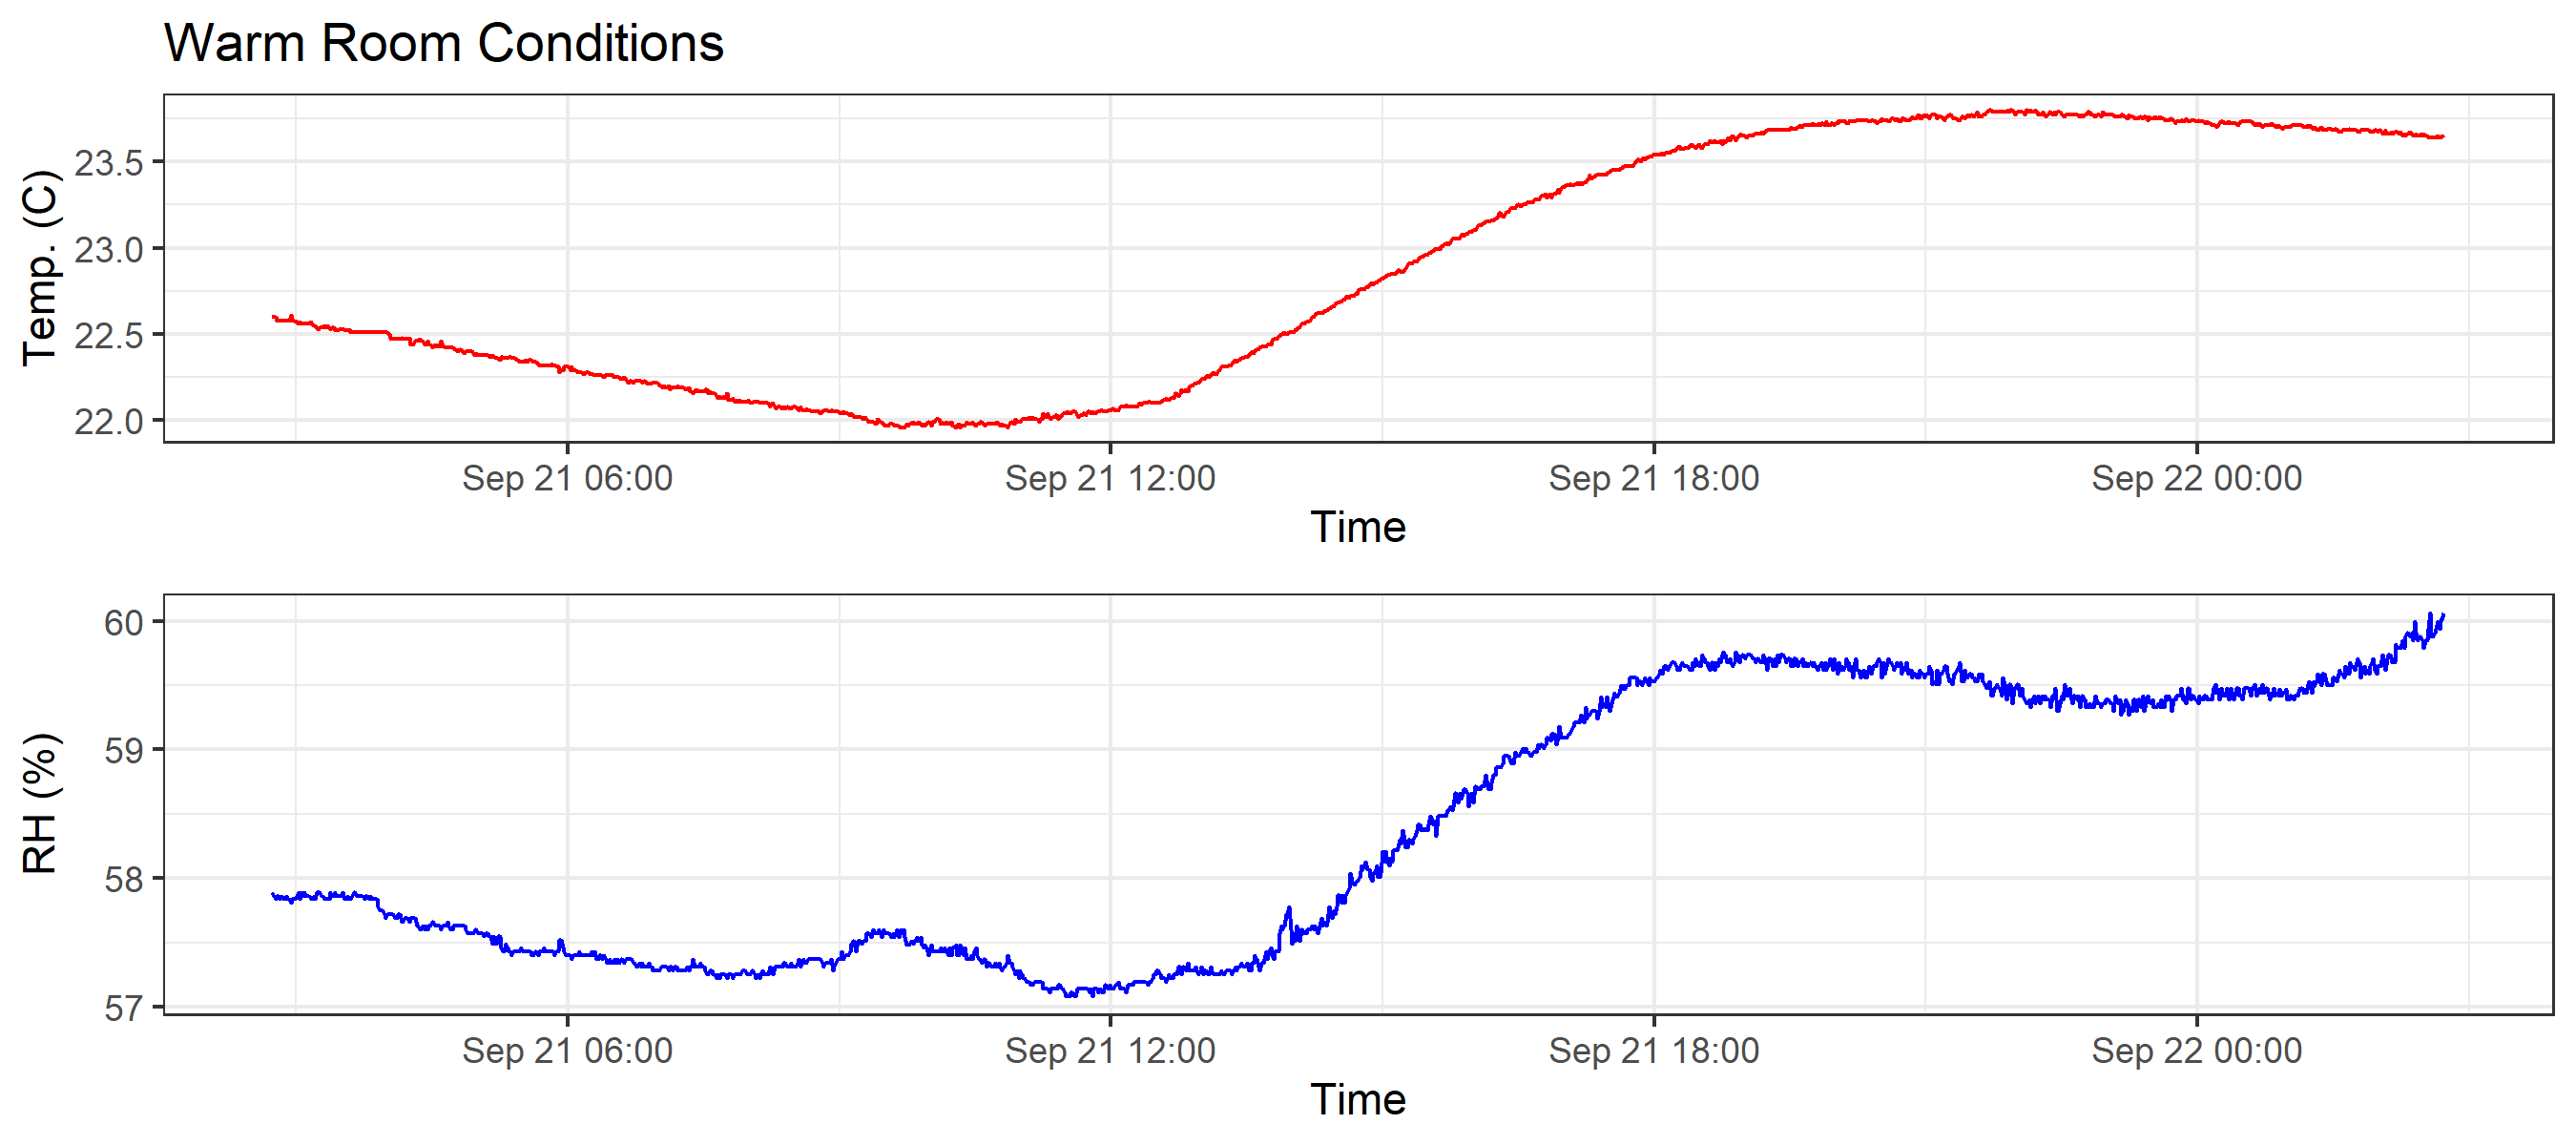 Warm Room Conditions
Temp. (C)
23.5
23.0
22.5
22.0
Sep 21 06:00 Sep 21 12:00 Sep 21 18:00 Sep 22 00:00
Time
RH (%)
60
59
58
57
Sep 21 06:00 Sep 21 12:00 Sep 21 18:00 Sep 22 00:00
Time